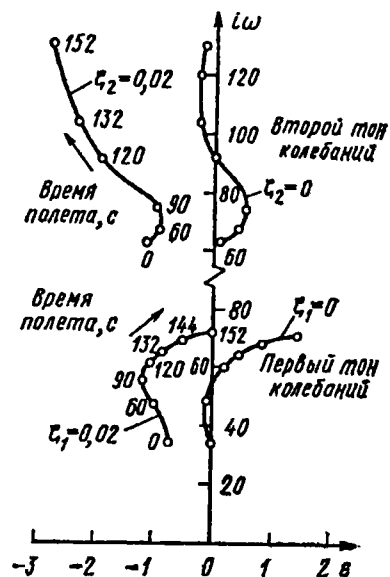 iω
152
ζ₂=0,02
120
132
100
Второй тон
колебаний
120
Время
полета, с
90
80
ζ₂=0
60
0
60
Время
полета, с
80
ζ₁=0
144
152
132
120
60
Первый тон
колебаний
90
60
40
ζ₁=0,02
0
20
-3 -2 -1 0 1 2 ε